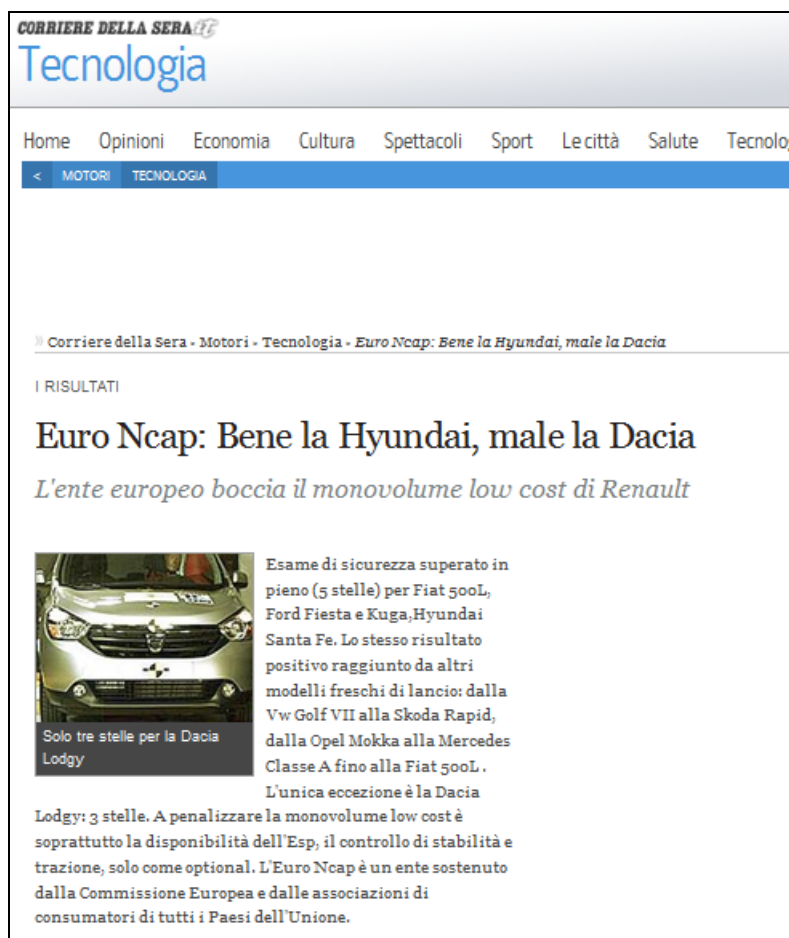 CORRIERE DELLA SERA.it
Tecnologia
Home Opinioni Economia Cultura Spettacoli Sport Le città Salute Tecnolo
< MOTORI TECNOLOGIA
» Corriere della Sera - Motori - Tecnologia - Euro Ncap: Bene la Hyundai, male la Dacia
I RISULTATI
Euro Ncap: Bene la Hyundai, male la Dacia
L'ente europeo boccia il monovolume low cost di Renault
Solo tre stelle per la Dacia
Lodgy
Esame di sicurezza superato in
pieno (5 stelle) per Fiat 500L,
Ford Fiesta e Kuga,Hyundai
Santa Fe. Lo stesso risultato
positivo raggiunto da altri
modelli freschi di lancio: dalla
Vw Golf VII alla Skoda Rapid,
dalla Opel Mokka alla Mercedes
Classe A fino alla Fiat 500L .
L'unica eccezione è la Dacia
Lodgy: 3 stelle. A penalizzare la monovolume low cost è
soprattutto la disponibilità dell'Esp, il controllo di stabilità e
trazione, solo come optional. L'Euro Ncap è un ente sostenuto
dalla Commissione Europea e dalle associazioni di
consumatori di tutti i Paesi dell'Unione.